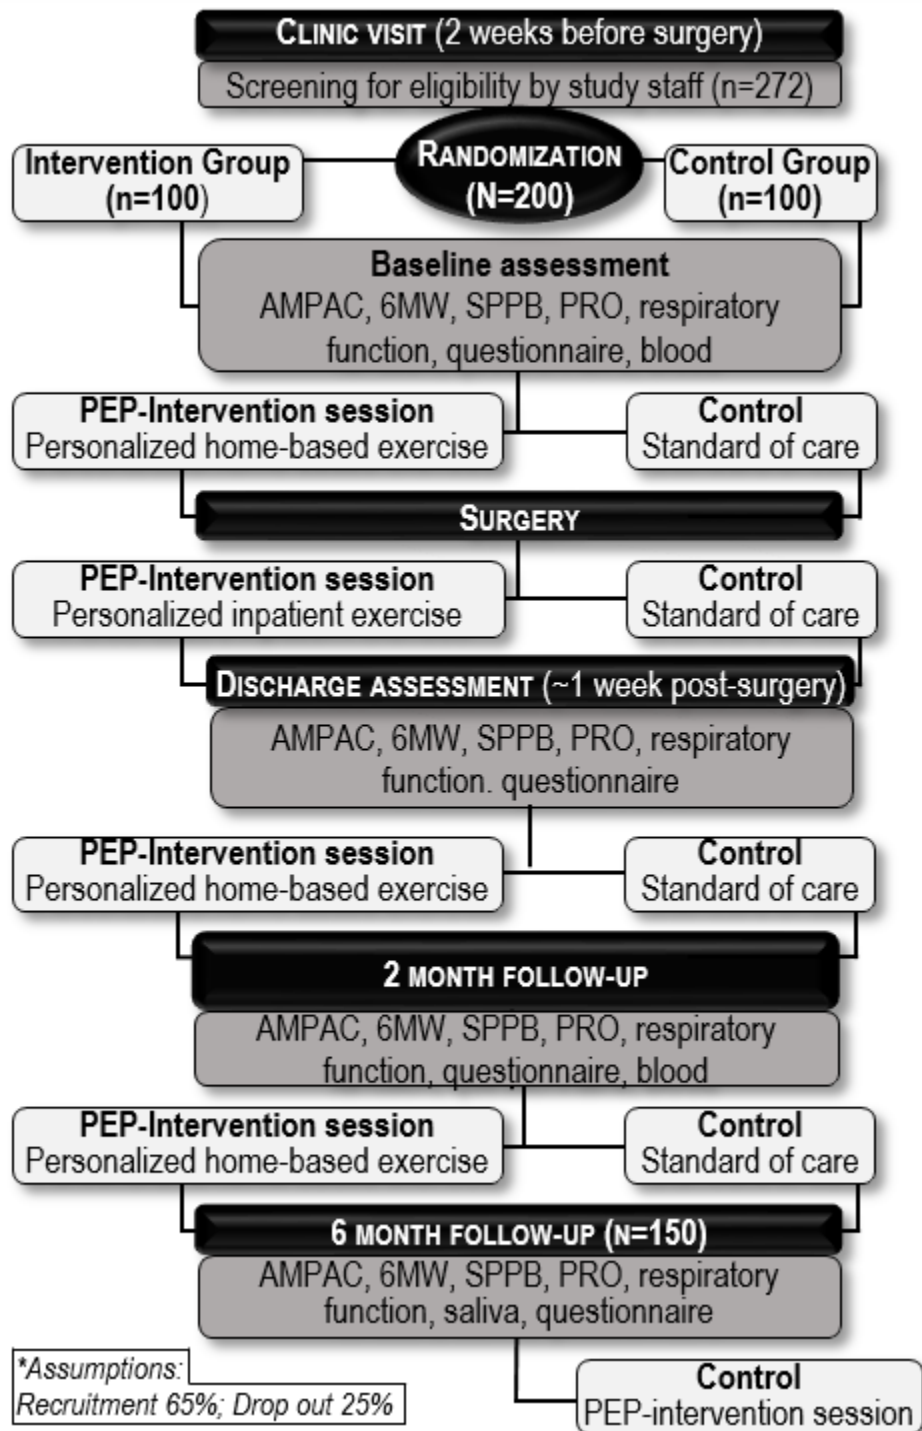 CLINIC VISIT (2 weeks before surgery)
Screening for eligibility by study staff (n=272)
RANDOMIZATION
(N=200)
Intervention Group
(n=100)
Control Group
(n=100)
Baseline assessment
AMPAC, 6MW, SPPB, PRO, respiratory
function, questionnaire, blood
PEP-Intervention session
Personalized home-based exercise
Control
Standard of care
SURGERY
PEP-Intervention session
Personalized inpatient exercise
Control
Standard of care
DISCHARGE ASSESSMENT (~1 week post-surgery)
AMPAC, 6MW, SPPB, PRO, respiratory
function. questionnaire
PEP-Intervention session
Personalized home-based exercise
Control
Standard of care
2 MONTH FOLLOW-UP
AMPAC, 6MW, SPPB, PRO, respiratory
function, questionnaire, blood
PEP-Intervention session
Personalized home-based exercise
Control
Standard of care
6 MONTH FOLLOW-UP (N=150)
AMPAC, 6MW, SPPB, PRO, respiratory
function, saliva, questionnaire
*Assumptions:
Recruitment 65%; Drop out 25%
Control
PEP-intervention session